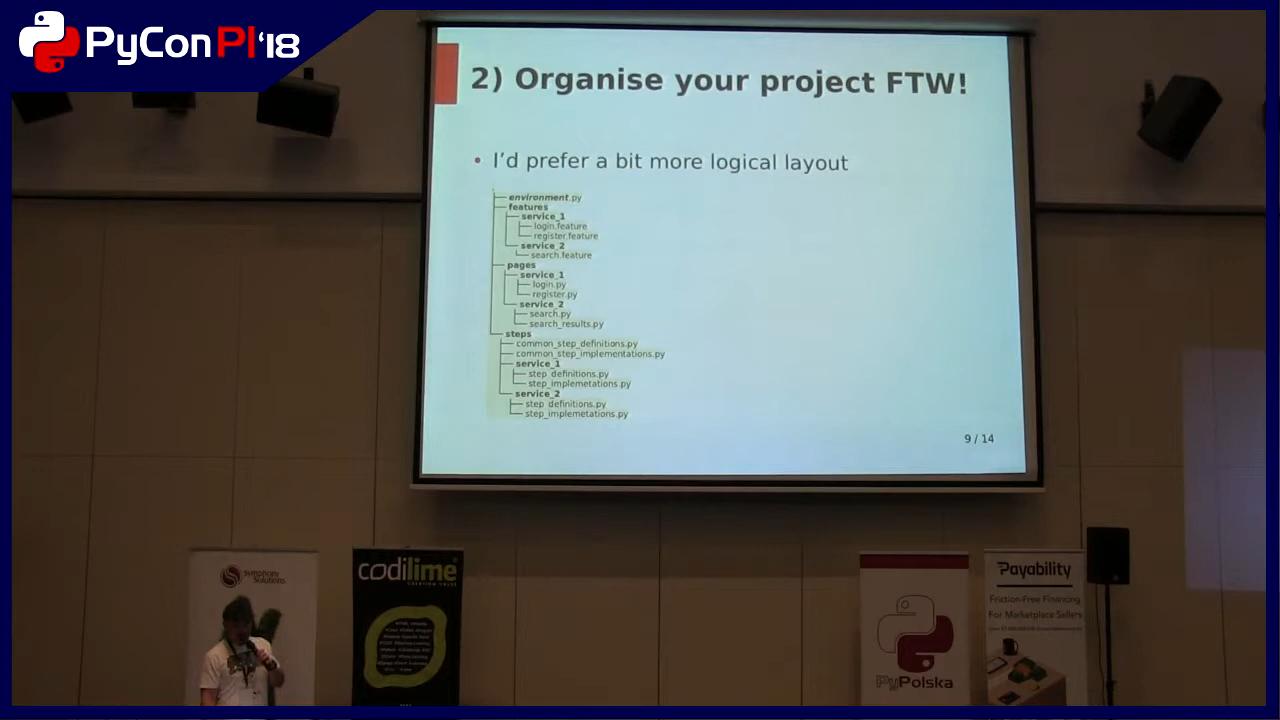 PyConPl'18
2) Organise your project FTW!
• I'd prefer a bit more logical layout
environment.py
features
service_1
login.feature
register.feature
service_2
search.feature
pages
service_1
login.py
register.py
service_2
search.py
search_results.py
steps
common_step_definitions.py
common_step_implementations.py
service_1
step_definitions.py
step_implemetations.py
service_2
step_definitions.py
step_implemetations.py
9 / 14
Symphony
Solutions
codilime
PyPolska
Payability
Friction-Free Financing
For Marketplace Sellers